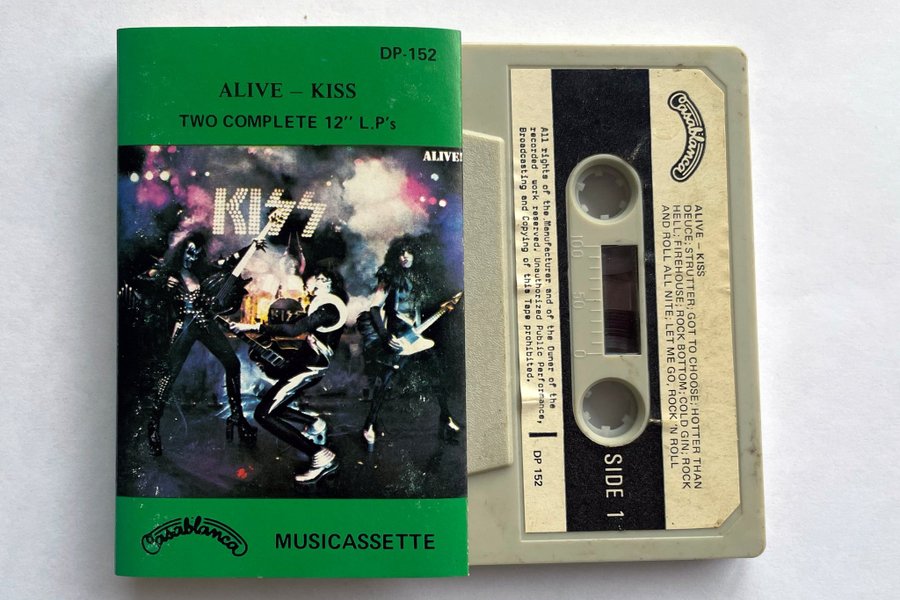 DP-152
ALIVE – KISS
TWO COMPLETE 12" L.P's
ALIVE!
KISS
KISS
Casablanca
MUSICASSETTE
Casablanca
ALIVE – KISS
DEUCE; STRUTTER; GOT TO CHOOSE; HOTTER THAN
HELL; FIREHOUSE; ROCK BOTTOM; COLD GIN; ROCK
AND ROLL ALL NITE; LET ME GO, ROCK 'N ROLL
100 50 0
SIDE 1
All rights of the Manufacturer and of the Owner of the
recorded work reserved. Unauthorized Public Performance,
Broadcasting and Copying of this Tape prohibited.
DP 152